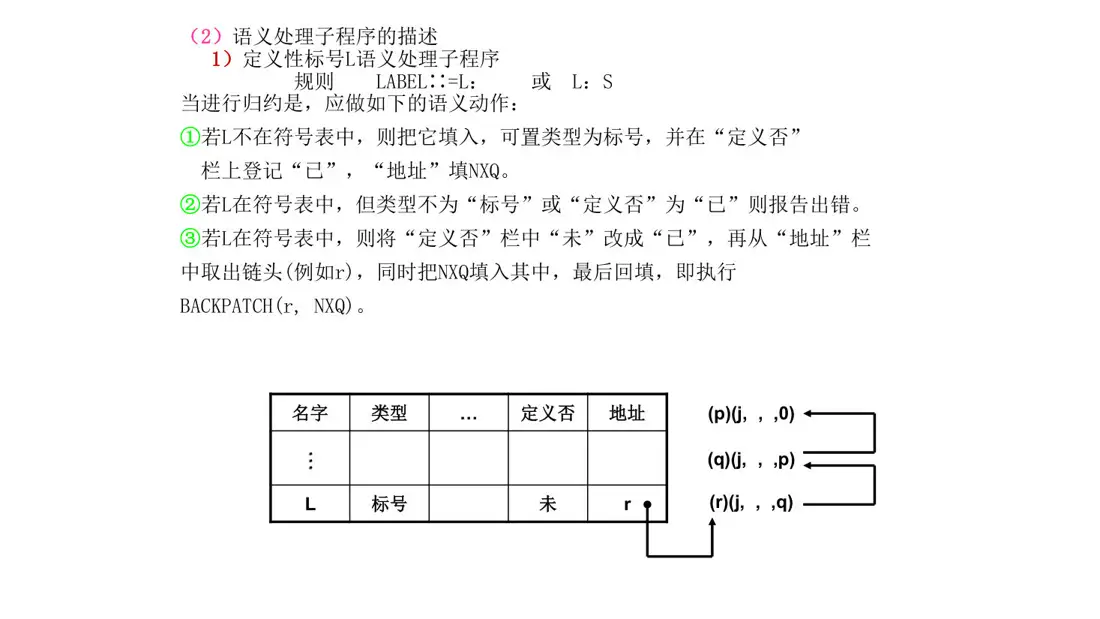 （2）语义处理子程序的描述
1）定义性标号L语义处理子程序
规则 LABEL∷=L： 或 L：S
当进行归约是，应做如下的语义动作：
①若L不在符号表中，则把它填入，可置类型为标号，并在“定义否”
栏上登记“已”，“地址”填NXQ。
②若L在符号表中，但类型不为“标号”或“定义否”为“已”则报告出错。
③若L在符号表中，则将“定义否”栏中“未”改成“已”，再从“地址”栏
中取出链头(例如r)，同时把NXQ填入其中，最后回填，即执行
BACKPATCH(r, NXQ)。
名字 类型 … 定义否 地址 (p)(j, , ,0)
⋮ (q)(j, , ,p)
L 标号 未 r (r)(j, , ,q)